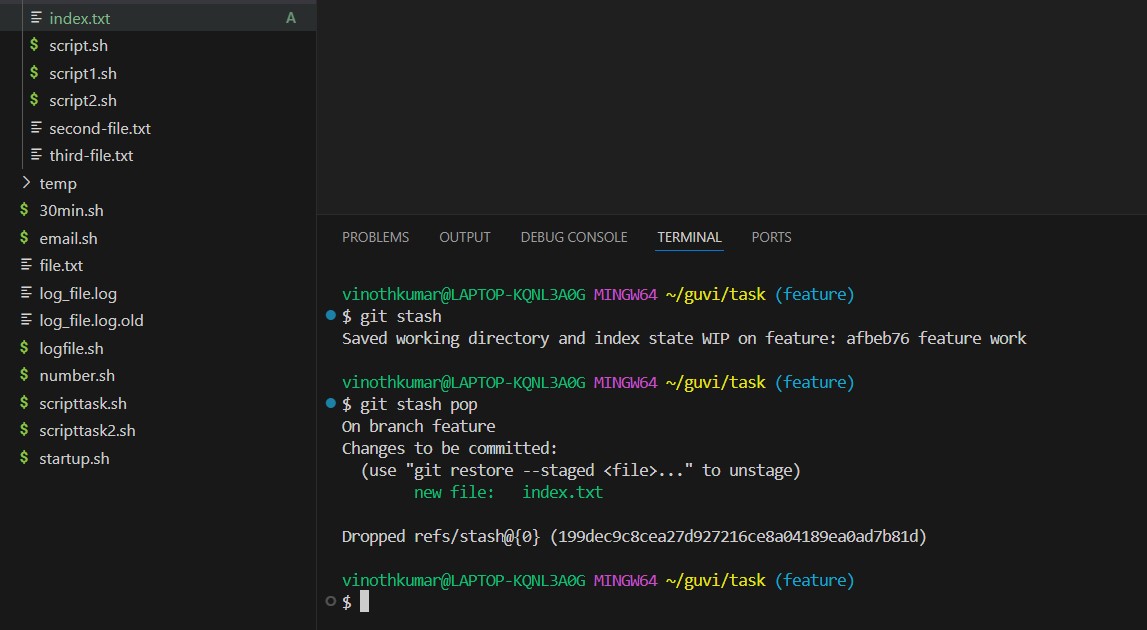 index.txt A
$ script.sh
$ script1.sh
$ script2.sh
second-file.txt
third-file.txt
temp
$ 30min.sh
$ email.sh
file.txt
log_file.log
log_file.log.old
$ logfile.sh
$ number.sh
$ scripttask.sh
$ scripttask2.sh
$ startup.sh
PROBLEMS OUTPUT DEBUG CONSOLE TERMINAL PORTS
vinothkumar@LAPTOP-KQNL3A0G MINGW64 ~/guvi/task (feature)
$ git stash
Saved working directory and index state WIP on feature: afbeb76 feature work
vinothkumar@LAPTOP-KQNL3A0G MINGW64 ~/guvi/task (feature)
$ git stash pop
On branch feature
Changes to be committed:
(use "git restore --staged <file>..." to unstage)
new file: index.txt
Dropped refs/stash@{0} (199dec9c8cea27d927216ce8a04189ea0ad7b81d)
vinothkumar@LAPTOP-KQNL3A0G MINGW64 ~/guvi/task (feature)
$